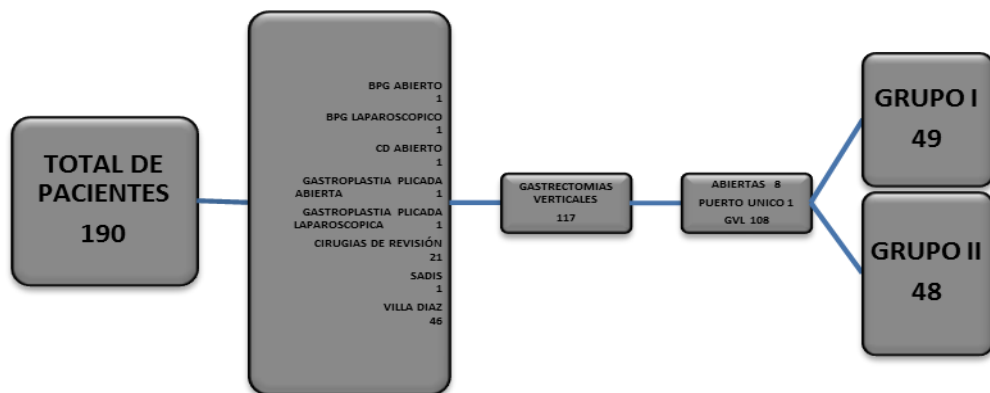 TOTAL DE
PACIENTES
190
BPG ABIERTO
1
BPG LAPAROSCOPICO
1
CD ABIERTO
1
GASTROPLASTIA PLICADA
ABIERTA 1
GASTROPLASTIA PLICADA
LAPAROSCOPICA 1
CIRUGIAS DE REVISIÓN
21
SADIS
1
VILLA DIAZ
46
GASTRECTOMIAS
VERTICALES
117
ABIERTAS 8
PUERTO UNICO 1
GVL 108
GRUPO I
49
GRUPO II
48